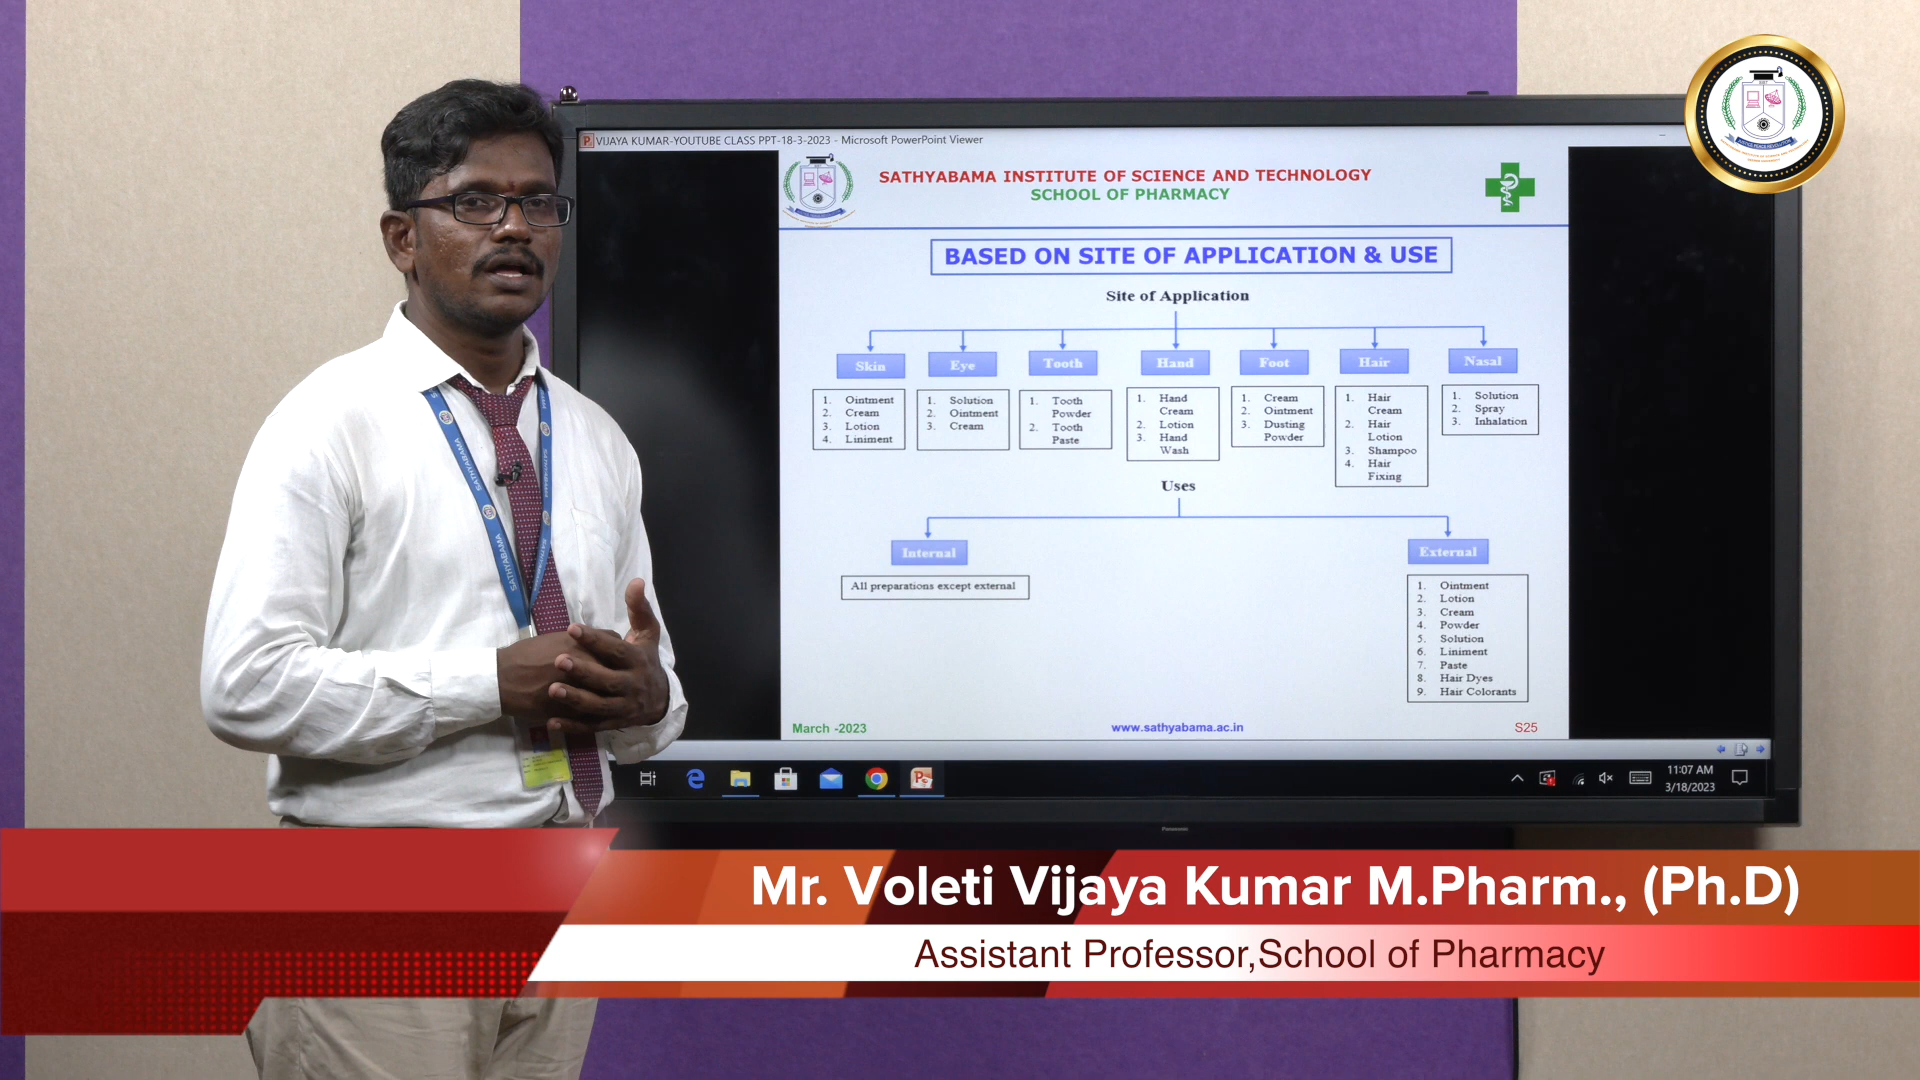 VIJAYA KUMAR-YOUTUBE CLASS PPT-18-3-2023 - Microsoft PowerPoint Viewer
SATHYABAMA INSTITUTE OF SCIENCE AND TECHNOLOGY
SCHOOL OF PHARMACY
BASED ON SITE OF APPLICATION & USE
Site of Application
Skin
1. Ointment
2. Cream
3. Lotion
4. Liniment
Eye
1. Solution
2. Ointment
3. Cream
Tooth
1. Tooth
Powder
2. Tooth
Paste
Hand
1. Hand
Cream
2. Lotion
3. Hand
Wash
Foot
1. Cream
2. Ointment
3. Dusting
Powder
Hair
1. Hair
Cream
2. Hair
Lotion
3. Shampoo
4. Hair
Fixing
Nasal
1. Solution
2. Spray
3. Inhalation
Uses
Internal
All preparations except external
External
1. Ointment
2. Lotion
3. Cream
4. Powder
5. Solution
6. Liniment
7. Paste
8. Hair Dyes
9. Hair Colorants
March -2023
www.sathyabama.ac.in
S25
11:07 AM
3/18/2023
Panasonic
SATHYABAMA
SATHYABAMA
Mr. Voleti Vijaya Kumar M.Pharm., (Ph.D)
Assistant Professor,School of Pharmacy